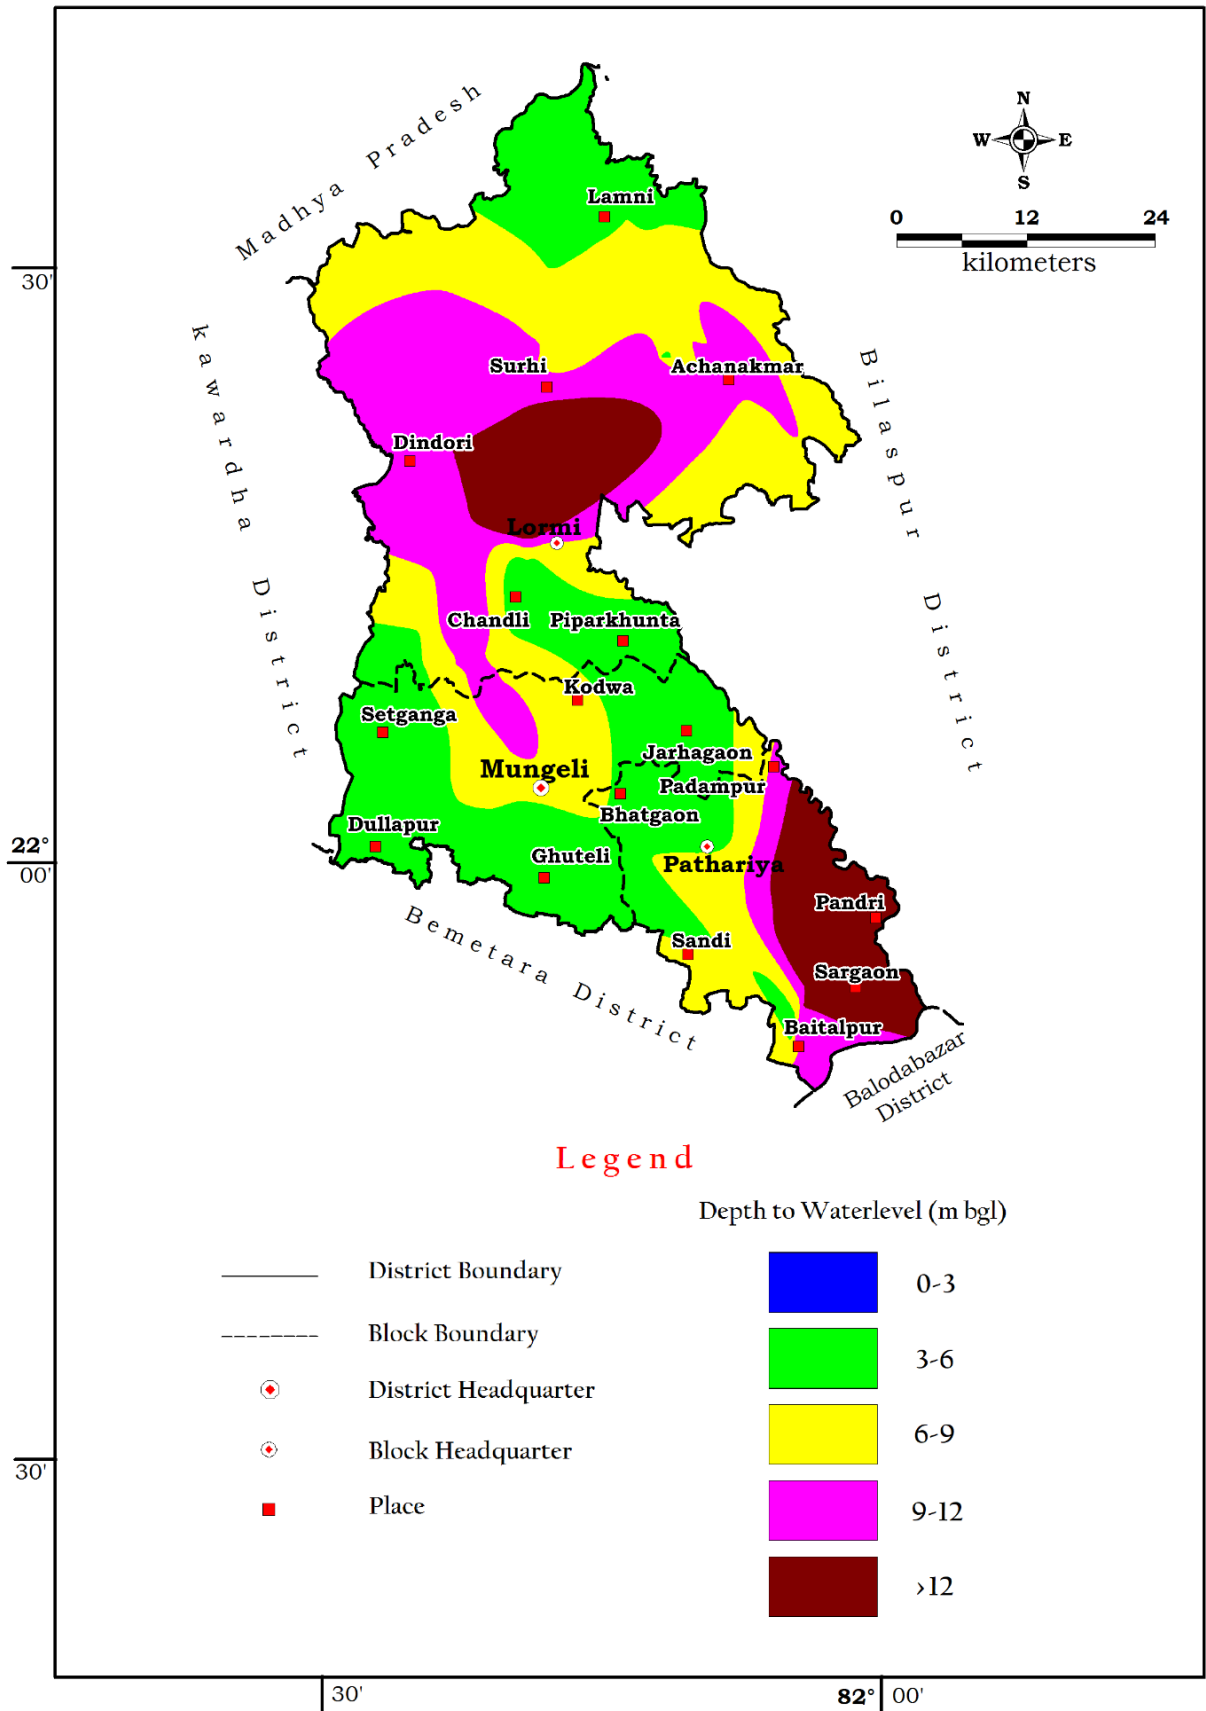 Madhya Pradesh
N
W
E
S
Lamni
0 12 24
kilometers
30'
kawardha District
Bilaspur District
Surhi
Achanakmar
Dindori
Lormi
Chandli
Piparkhunta
Kodwa
Setganga
Jarhagaon
Mungeli
Padampur
Bhatgaon
Dullapur
22°
00'
Ghuteli
Pathariya
Pandri
Bemetara District
Sandi
Sargaon
Baitalpur
Balodabazar
District
Legend
Depth to Waterlevel (m bgl)
District Boundary
0-3
Block Boundary
3-6
District Headquarter
6-9
Block Headquarter
30'
Place
9-12
>12
30'
82° 00'